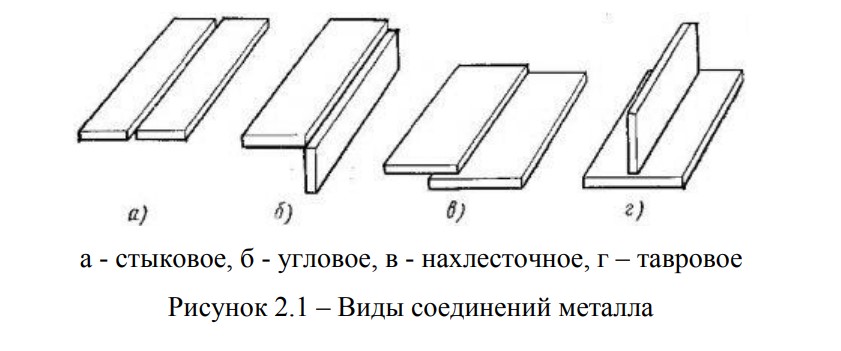 а) б) в) г)
а - стыковое, б - угловое, в - нахлесточное, г – тавровое
Рисунок 2.1 – Виды соединений металла